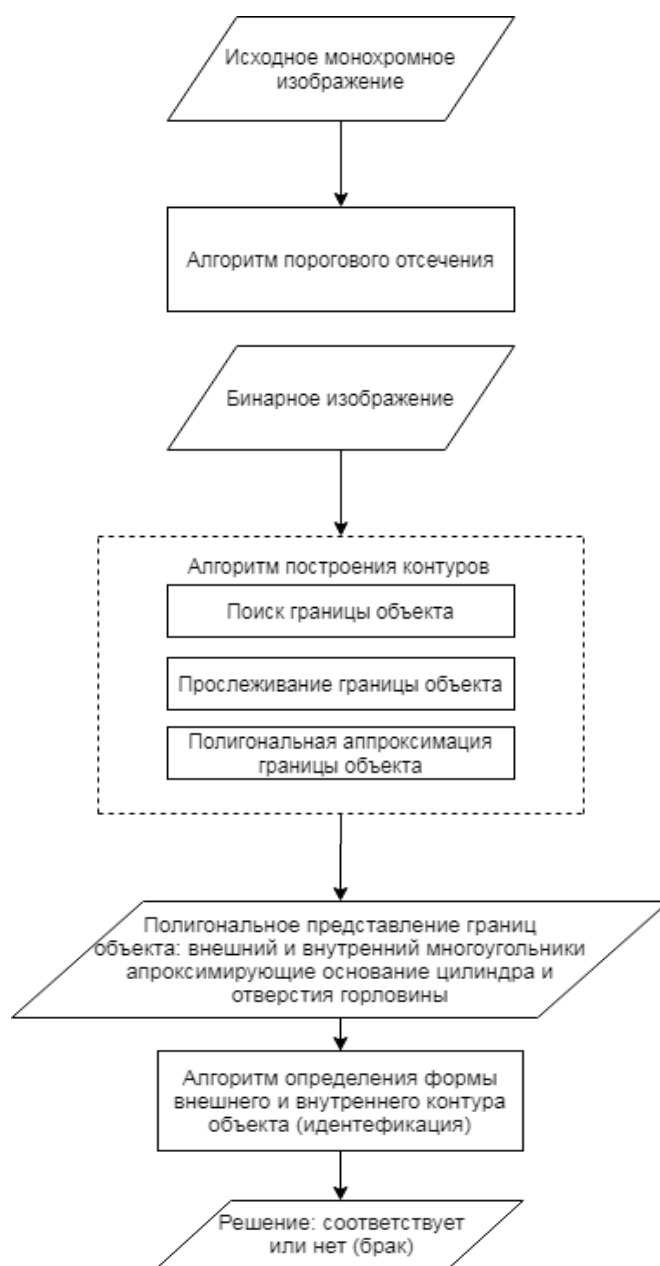 Исходное монохромное
изображение
Алгоритм порогового отсечения
Бинарное изображение
Алгоритм построения контуров
Поиск границы объекта
Прослеживание границы объекта
Полигональная аппроксимация
границы объекта
Полигональное представление границ
объекта: внешний и внутренний многоугольники
апроксимирующие основание цилиндра и
отверстия горловины
Алгоритм определения формы
внешнего и внутреннего контура
объекта (идентефикация)
Решение: соответствует
или нет (брак)